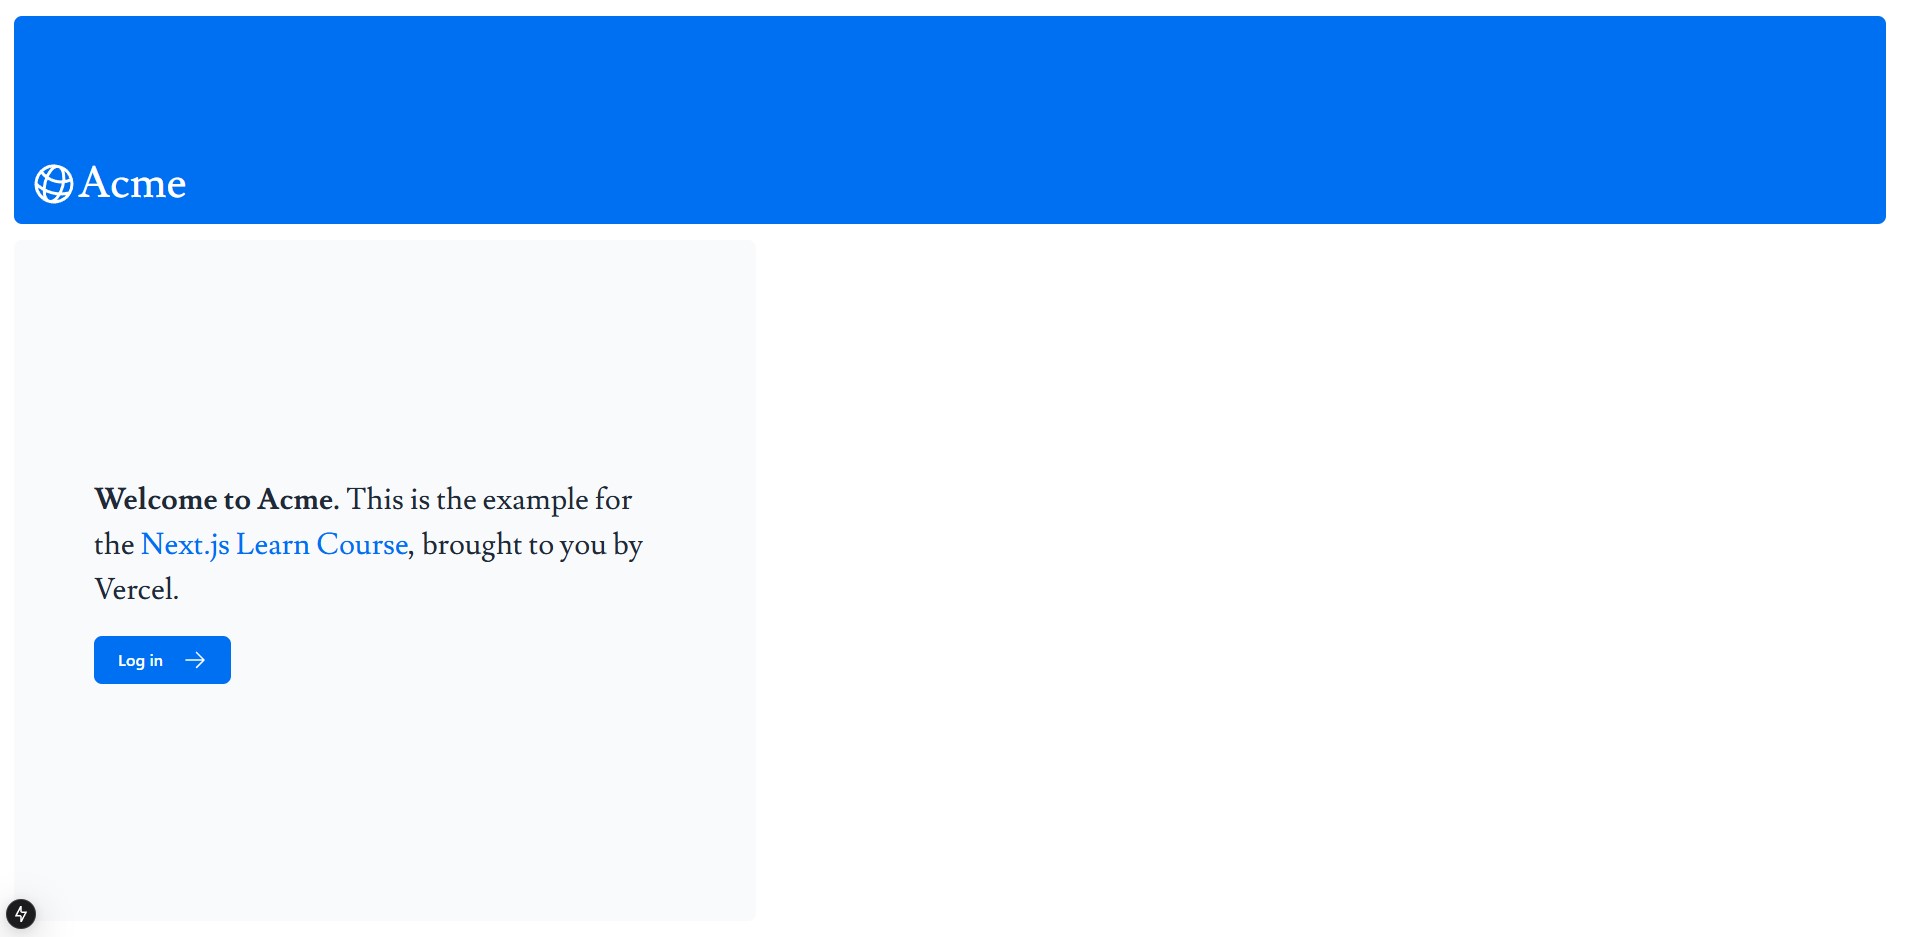 Acme
Welcome to Acme. This is the example for
the Next.js Learn Course, brought to you by
Vercel.
Log in